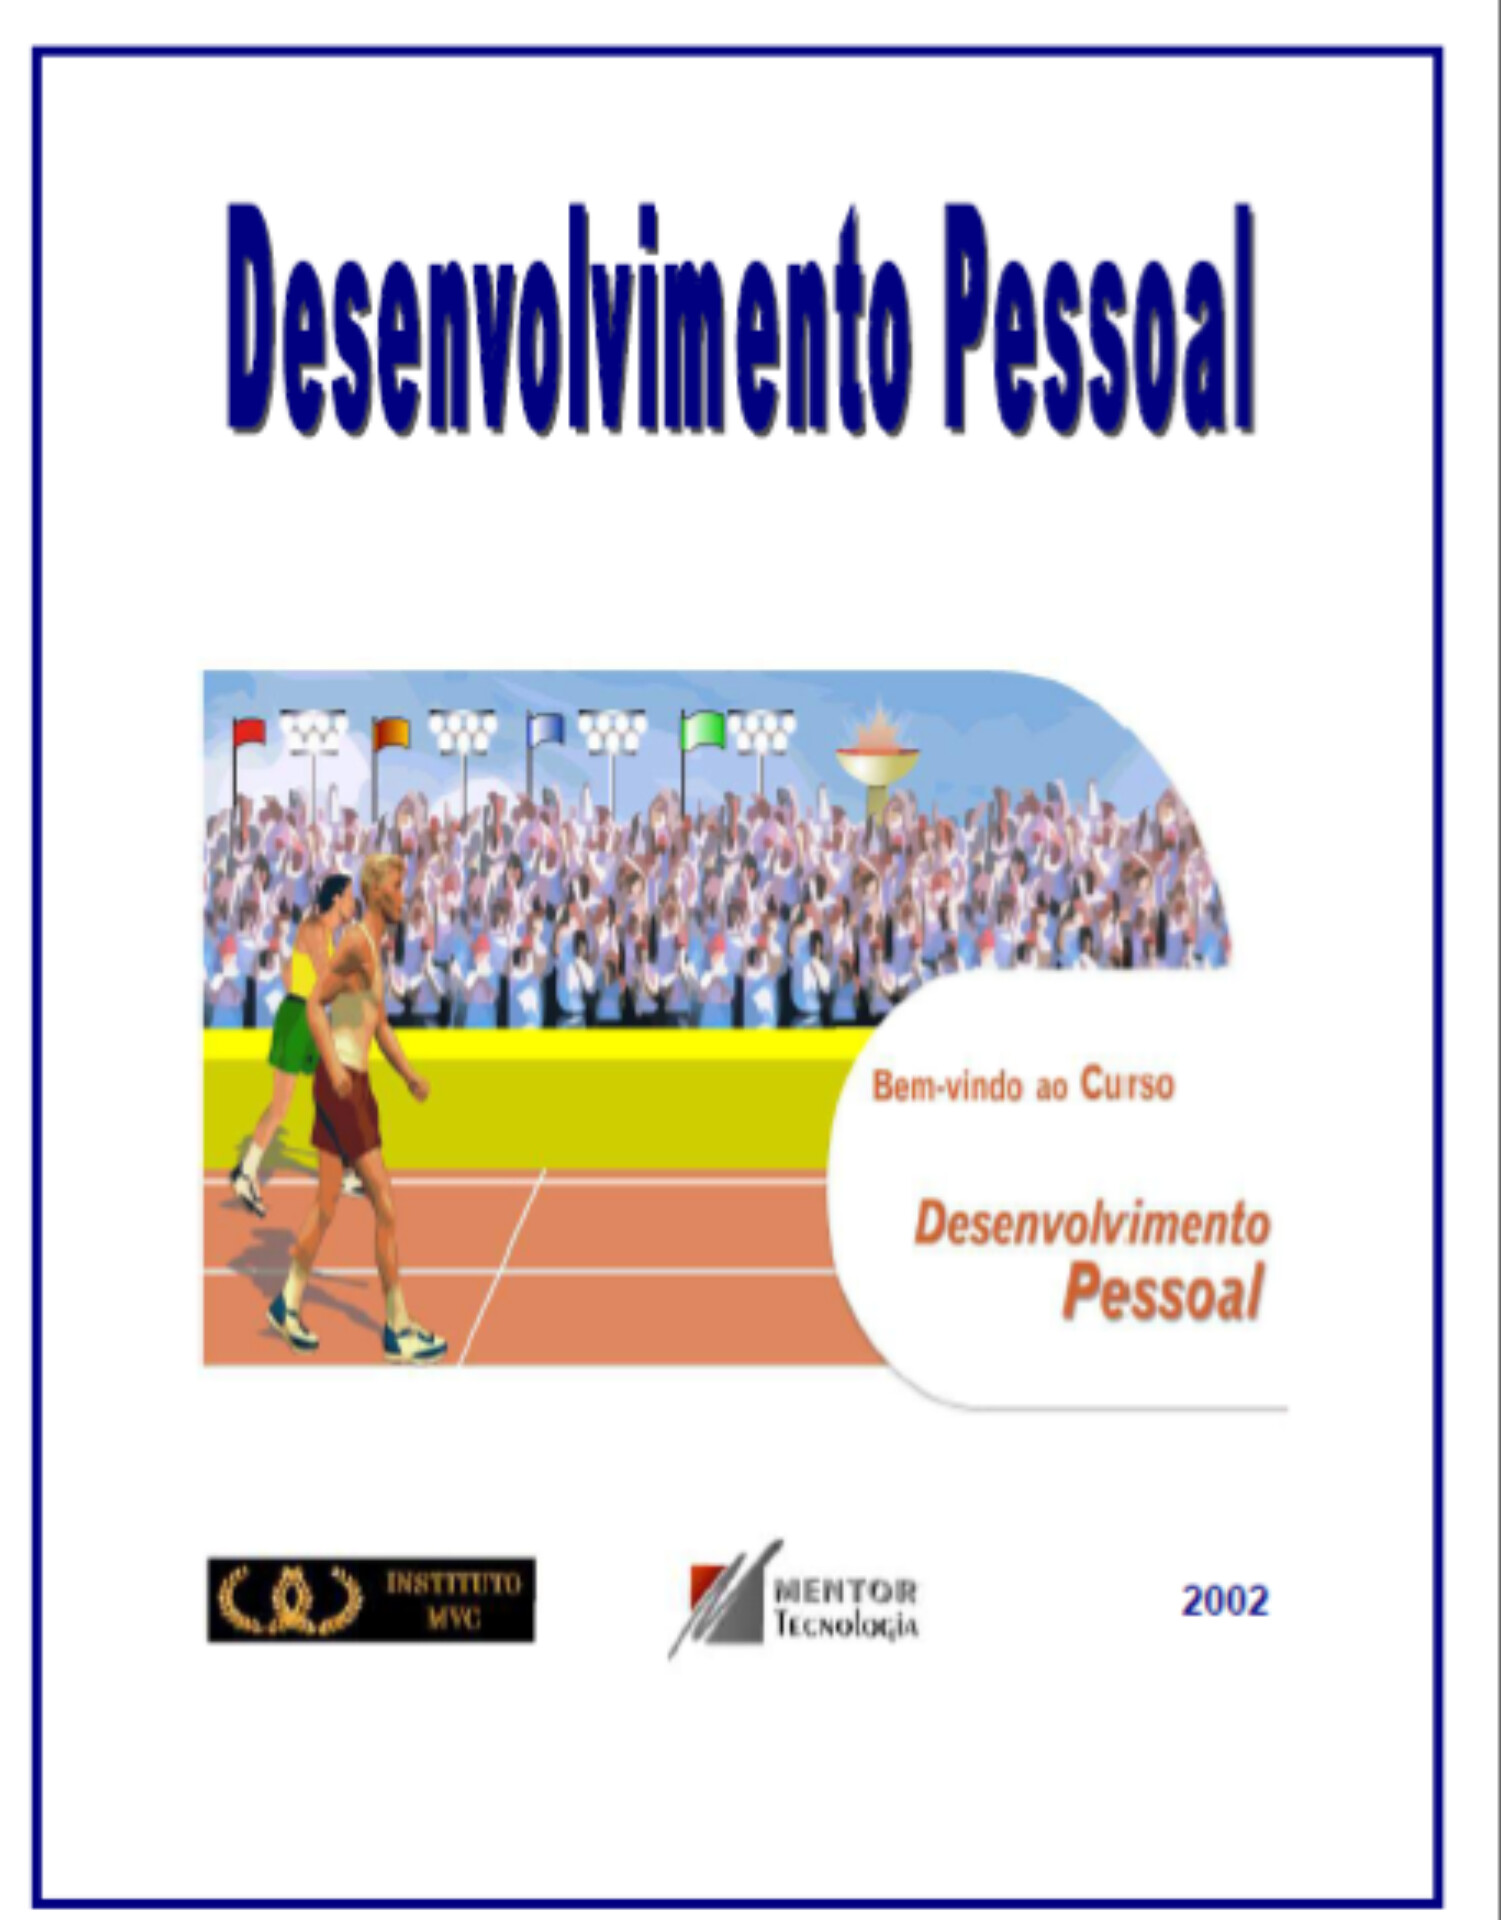 Desenvolvimento Pessoal
Bem-vindo ao Curso
Desenvolvimento
Pessoal
INSTITUTO
MVC
MENTOR
Tecnologia
2002